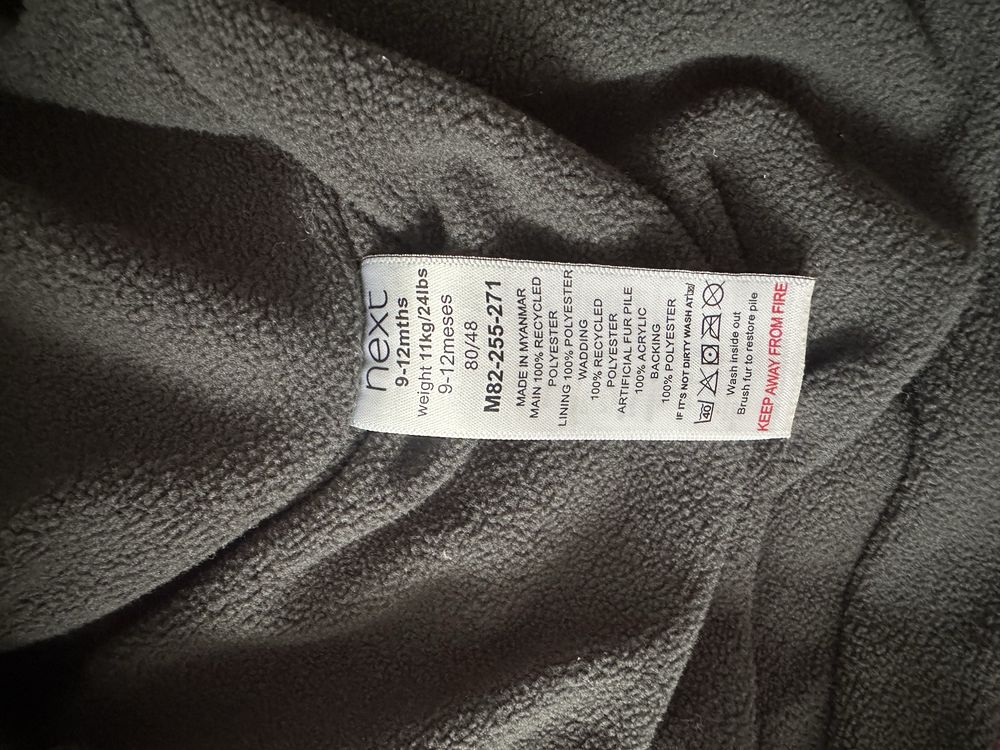 next
9-12mths
weight 11kg/24lbs
9-12meses
80/48
M82-255-271
MADE IN MYANMAR
MAIN 100% RECYCLED
POLYESTER
LINING 100% POLYESTER
WADDING
100% RECYCLED
POLYESTER
ARTIFICIAL FUR PILE
100% ACRYLIC
BACKING
100% POLYESTER
IF IT'S NOT DIRTY WASH AT
40
Wash inside out
Brush fur to restore pile
KEEP AWAY FROM FIRE